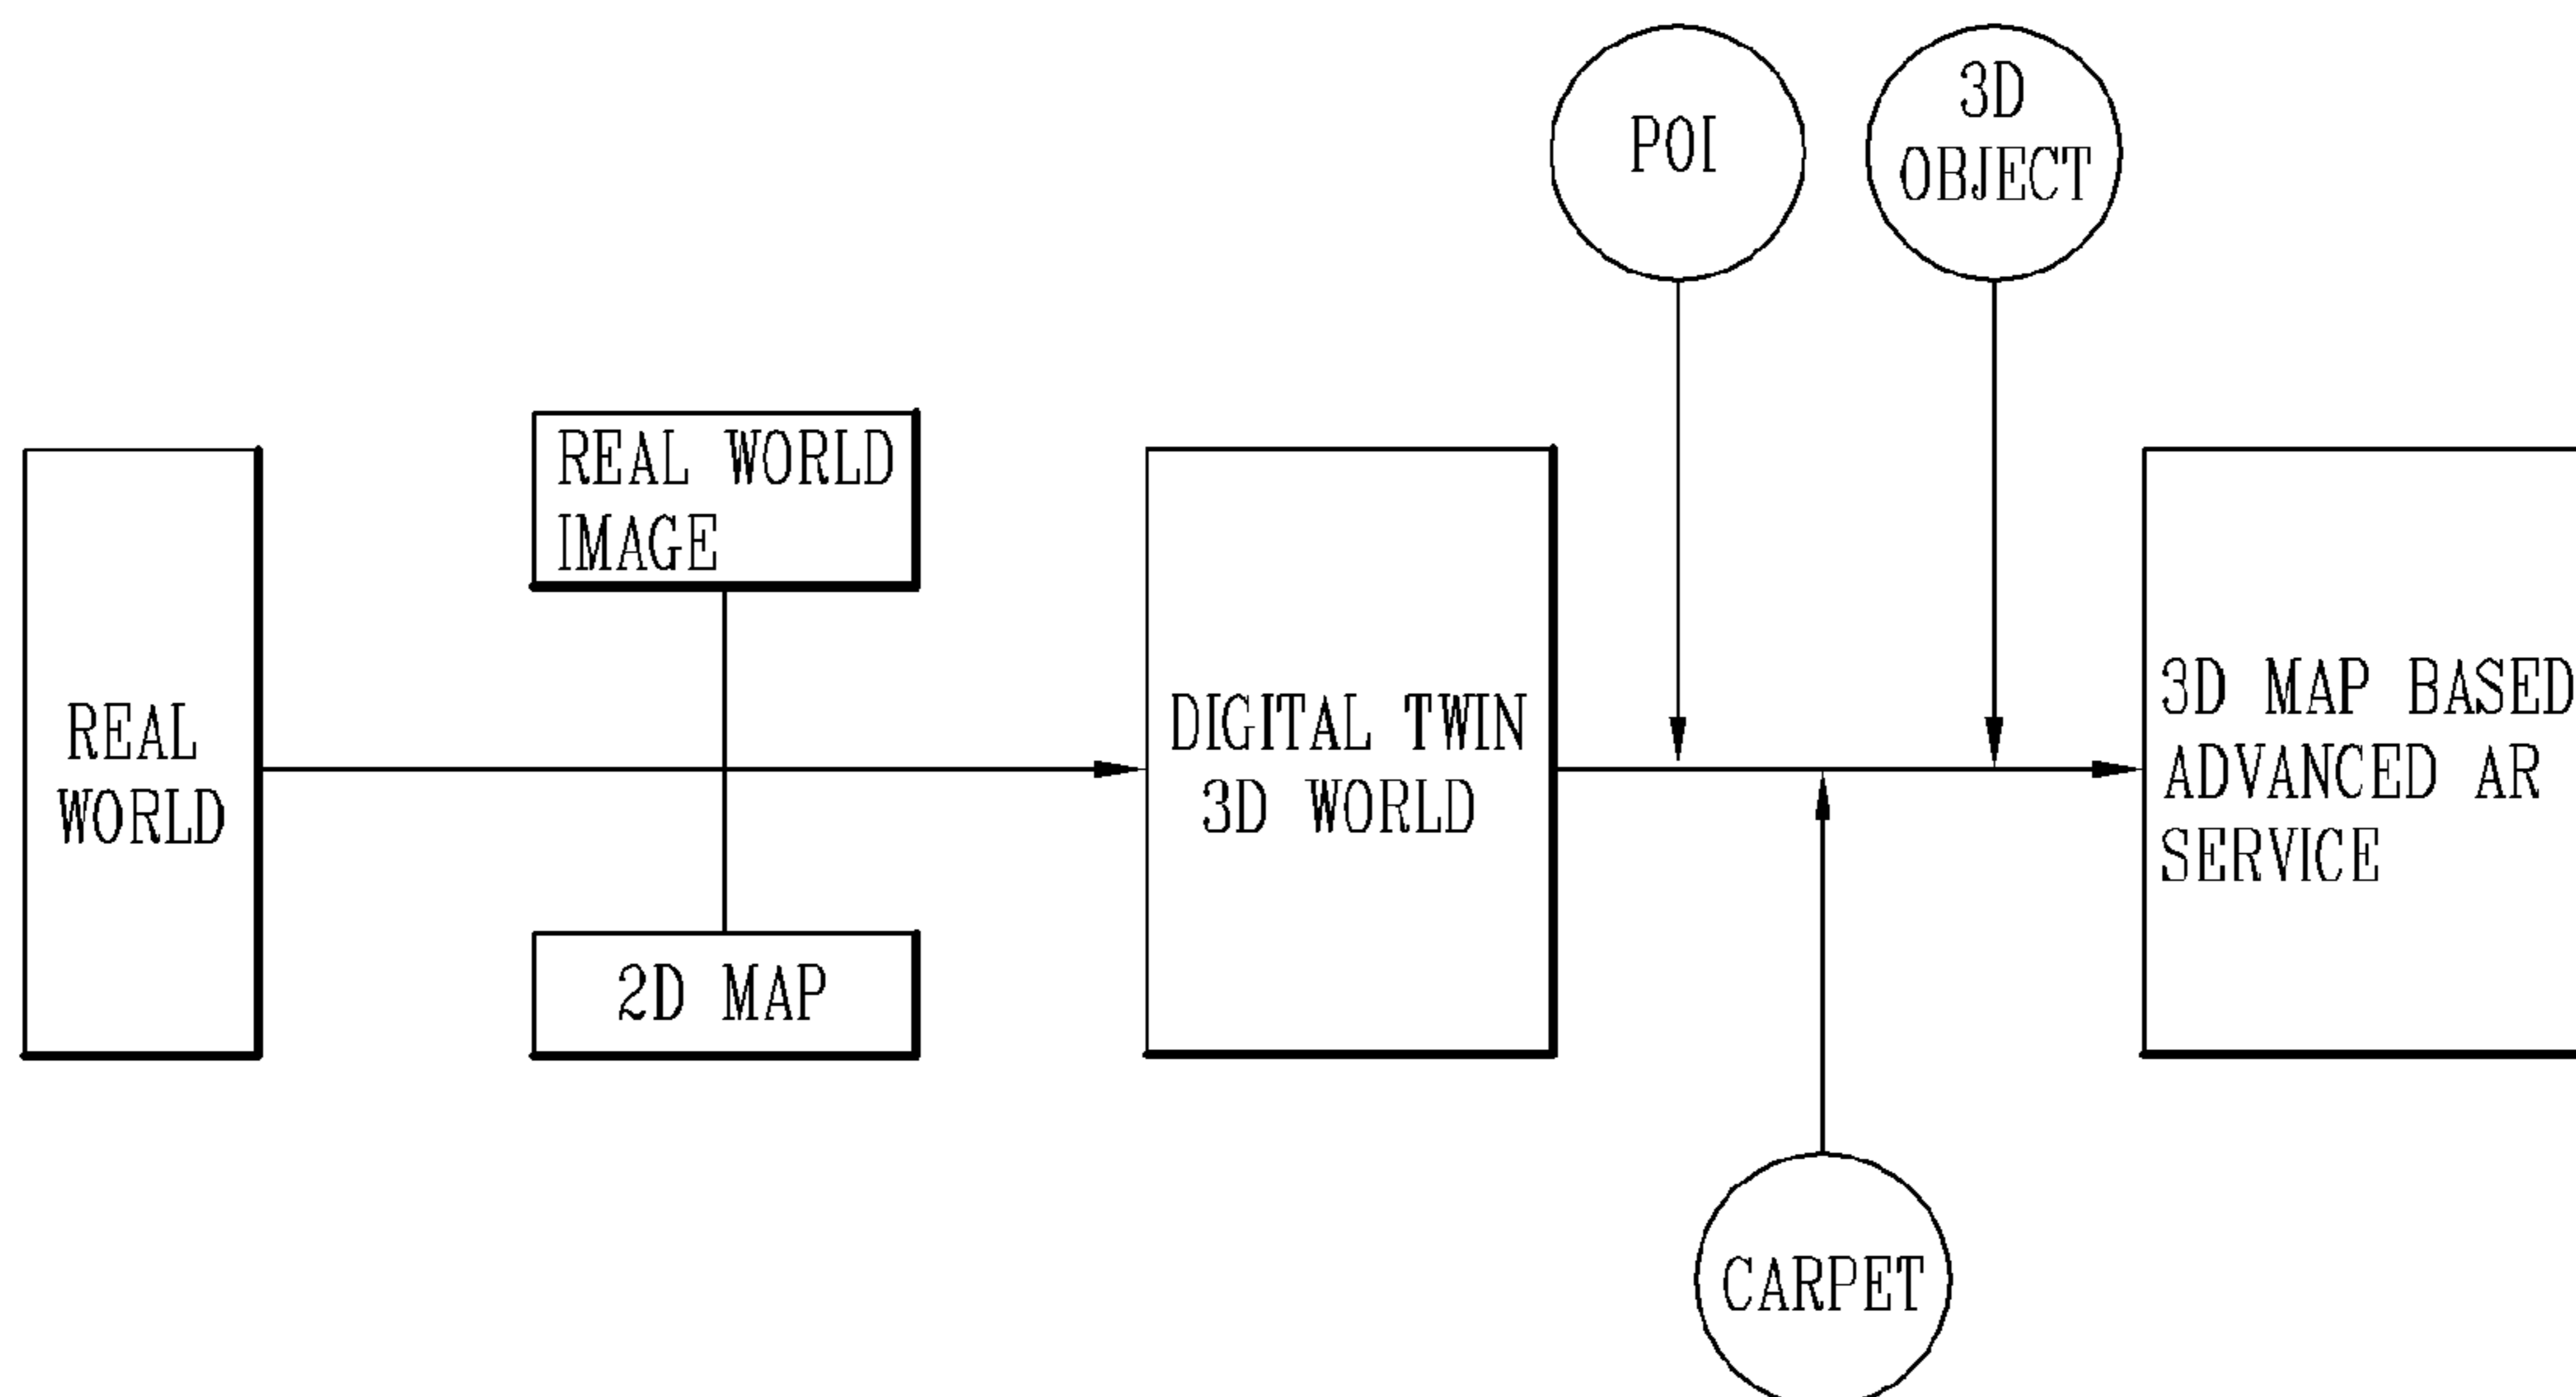 POI
3D
OBJECT
REAL WORLD
IMAGE
REAL
WORLD
2D MAP
DIGITAL TWIN
3D WORLD
3D MAP BASED
ADVANCED AR
SERVICE
CARPET